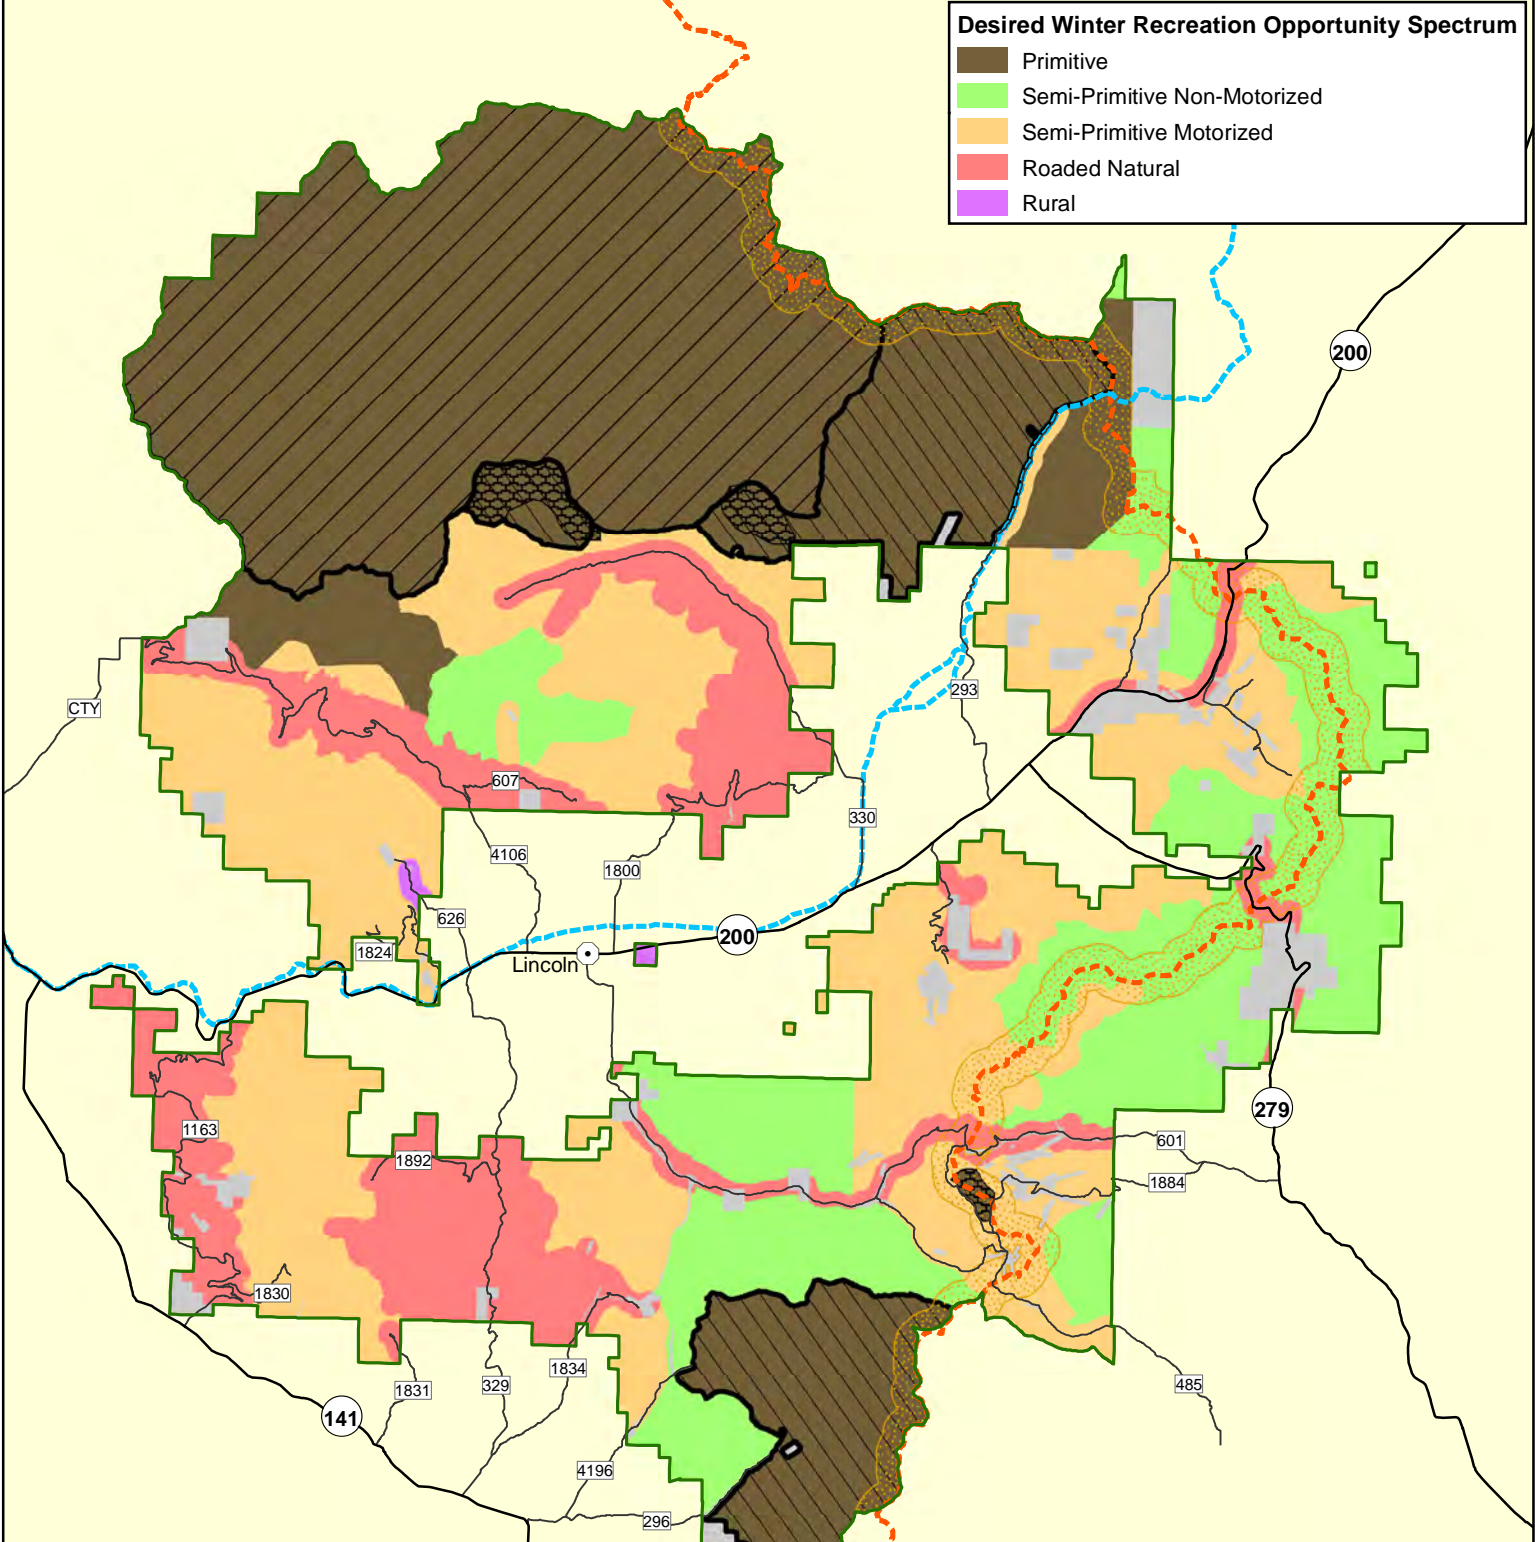 Desired Winter Recreation Opportunity Spectrum
Primitive
Semi-Primitive Non-Motorized
Semi-Primitive Motorized
Roaded Natural
Rural
200
293
CTY
607
330
4106
1800
626
200
1824
Lincoln
279
1163
601
1892
1884
1830
1834
485
329
1831
141
4196
296